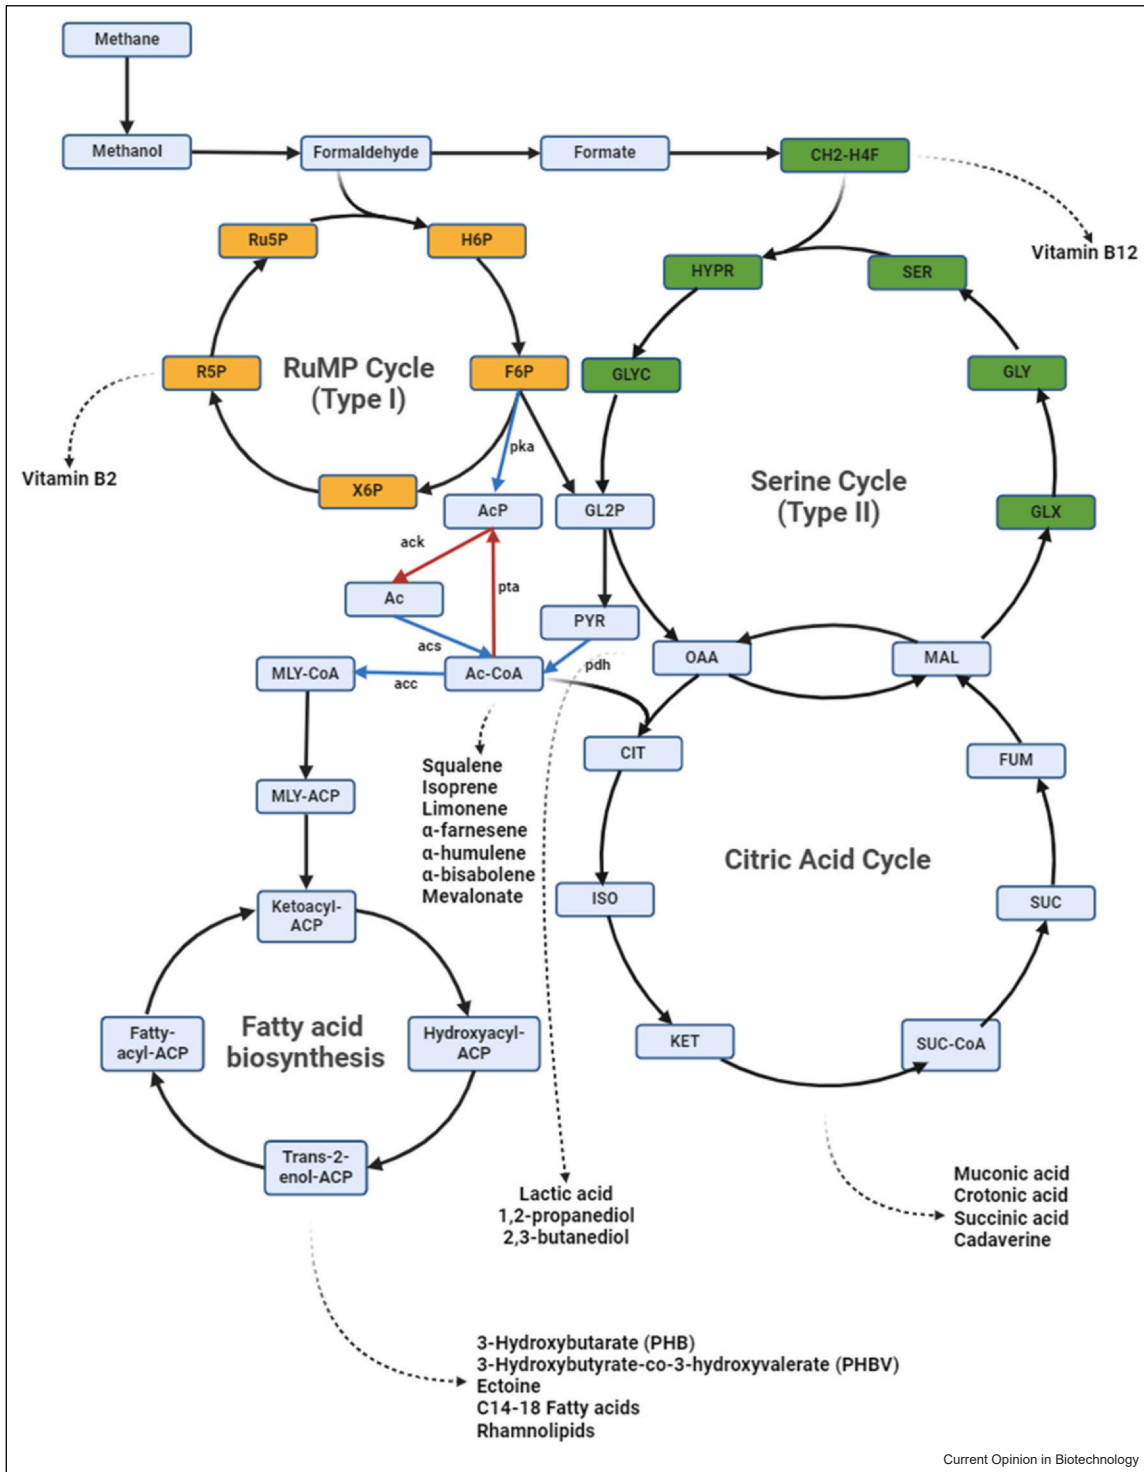 Methane
Methanol
Formaldehyde
Formate
CH2-H4F
Vitamin B12
Ru5P
H6P
HYPR
SER
R5P
RuMP Cycle
(Type I)
F6P
GLYC
GLY
pka
Vitamin B2
X6P
AcP
GL2P
Serine Cycle
(Type II)
GLX
ack
pta
Ac
PYR
acs
pdh
OAA
MAL
MLY-CoA
acc
Ac-CoA
CIT
FUM
MLY-ACP
Squalene
Isoprene
Limonene
α-farnesene
α-humulene
α-bisabolene
Mevalonate
Citric Acid Cycle
ISO
SUC
Ketoacyl-
ACP
Fatty-
acyl-ACP
Fatty acid
biosynthesis
Hydroxyacyl-
ACP
KET
SUC-CoA
Trans-2-
enol-ACP
Lactic acid
1,2-propanediol
2,3-butanediol
Muconic acid
Crotonic acid
Succinic acid
Cadaverine
3-Hydroxybutarate (PHB)
3-Hydroxybutyrate-co-3-hydroxyvalerate (PHBV)
Ectoine
C14-18 Fatty acids
Rhamnolipids
Current Opinion in Biotechnology